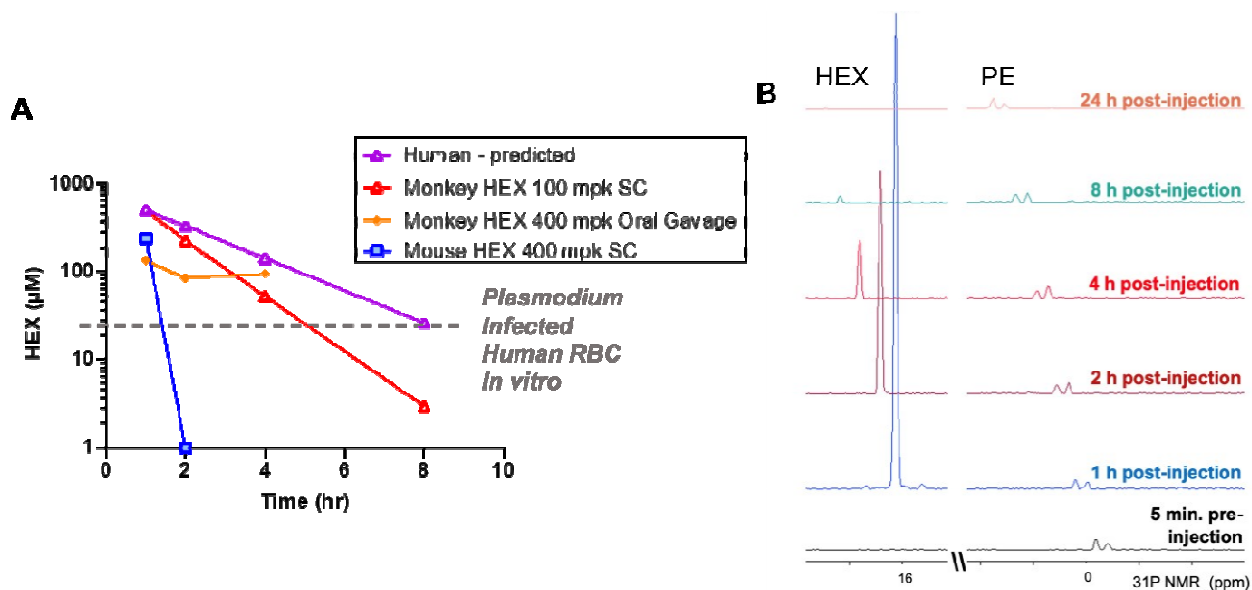 A
Human - predicted
Monkey HEX 100 mpk SC
Monkey HEX 400 mpk Oral Gavage
Mouse HEX 400 mpk SC
1000
100
10
1
HEX (µM)
0
2
4
6
8
10
Time (hr)
Plasmodium
Infected
Human RBC
In vitro
B
HEX
PE
24 h post-injection
8 h post-injection
4 h post-injection
2 h post-injection
1 h post-injection
5 min. pre-
injection
16
0
31P NMR (ppm)